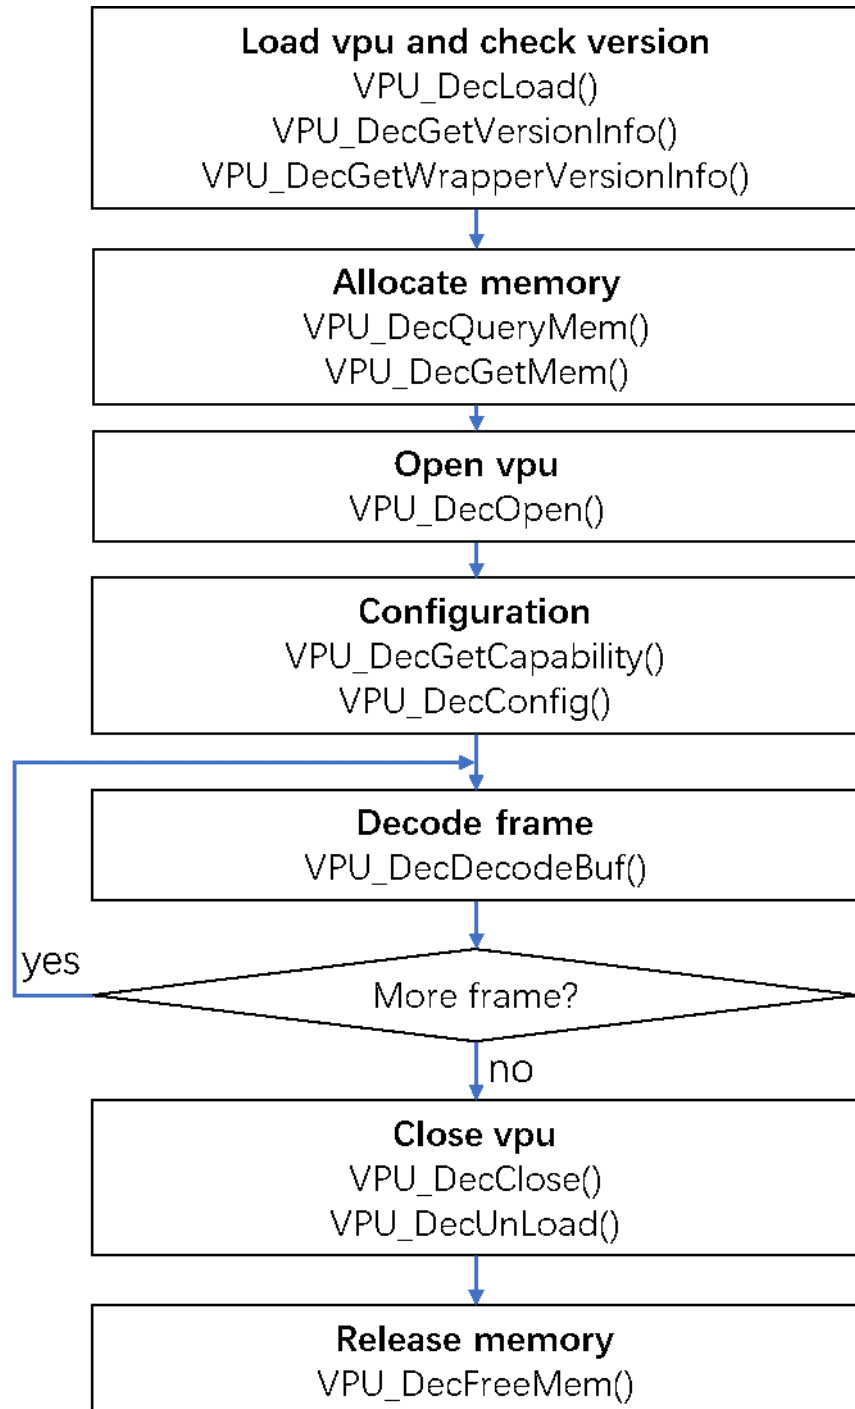 Load vpu and check version
VPU_DecLoad()
VPU_DecGetVersionInfo()
VPU_DecGetWrapperVersionInfo()
Allocate memory
VPU_DecQueryMem()
VPU_DecGetMem()
Open vpu
VPU_DecOpen()
Configuration
VPU_DecGetCapability()
VPU_DecConfig()
Decode frame
VPU_DecDecodeBuf()
yes
More frame?
no
Close vpu
VPU_DecClose()
VPU_DecUnLoad()
Release memory
VPU_DecFreeMem()